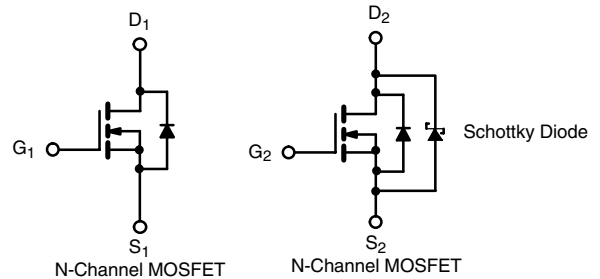 D1
D2
G1
G2
Schottky Diode
S1
S2
N-Channel MOSFET
N-Channel MOSFET